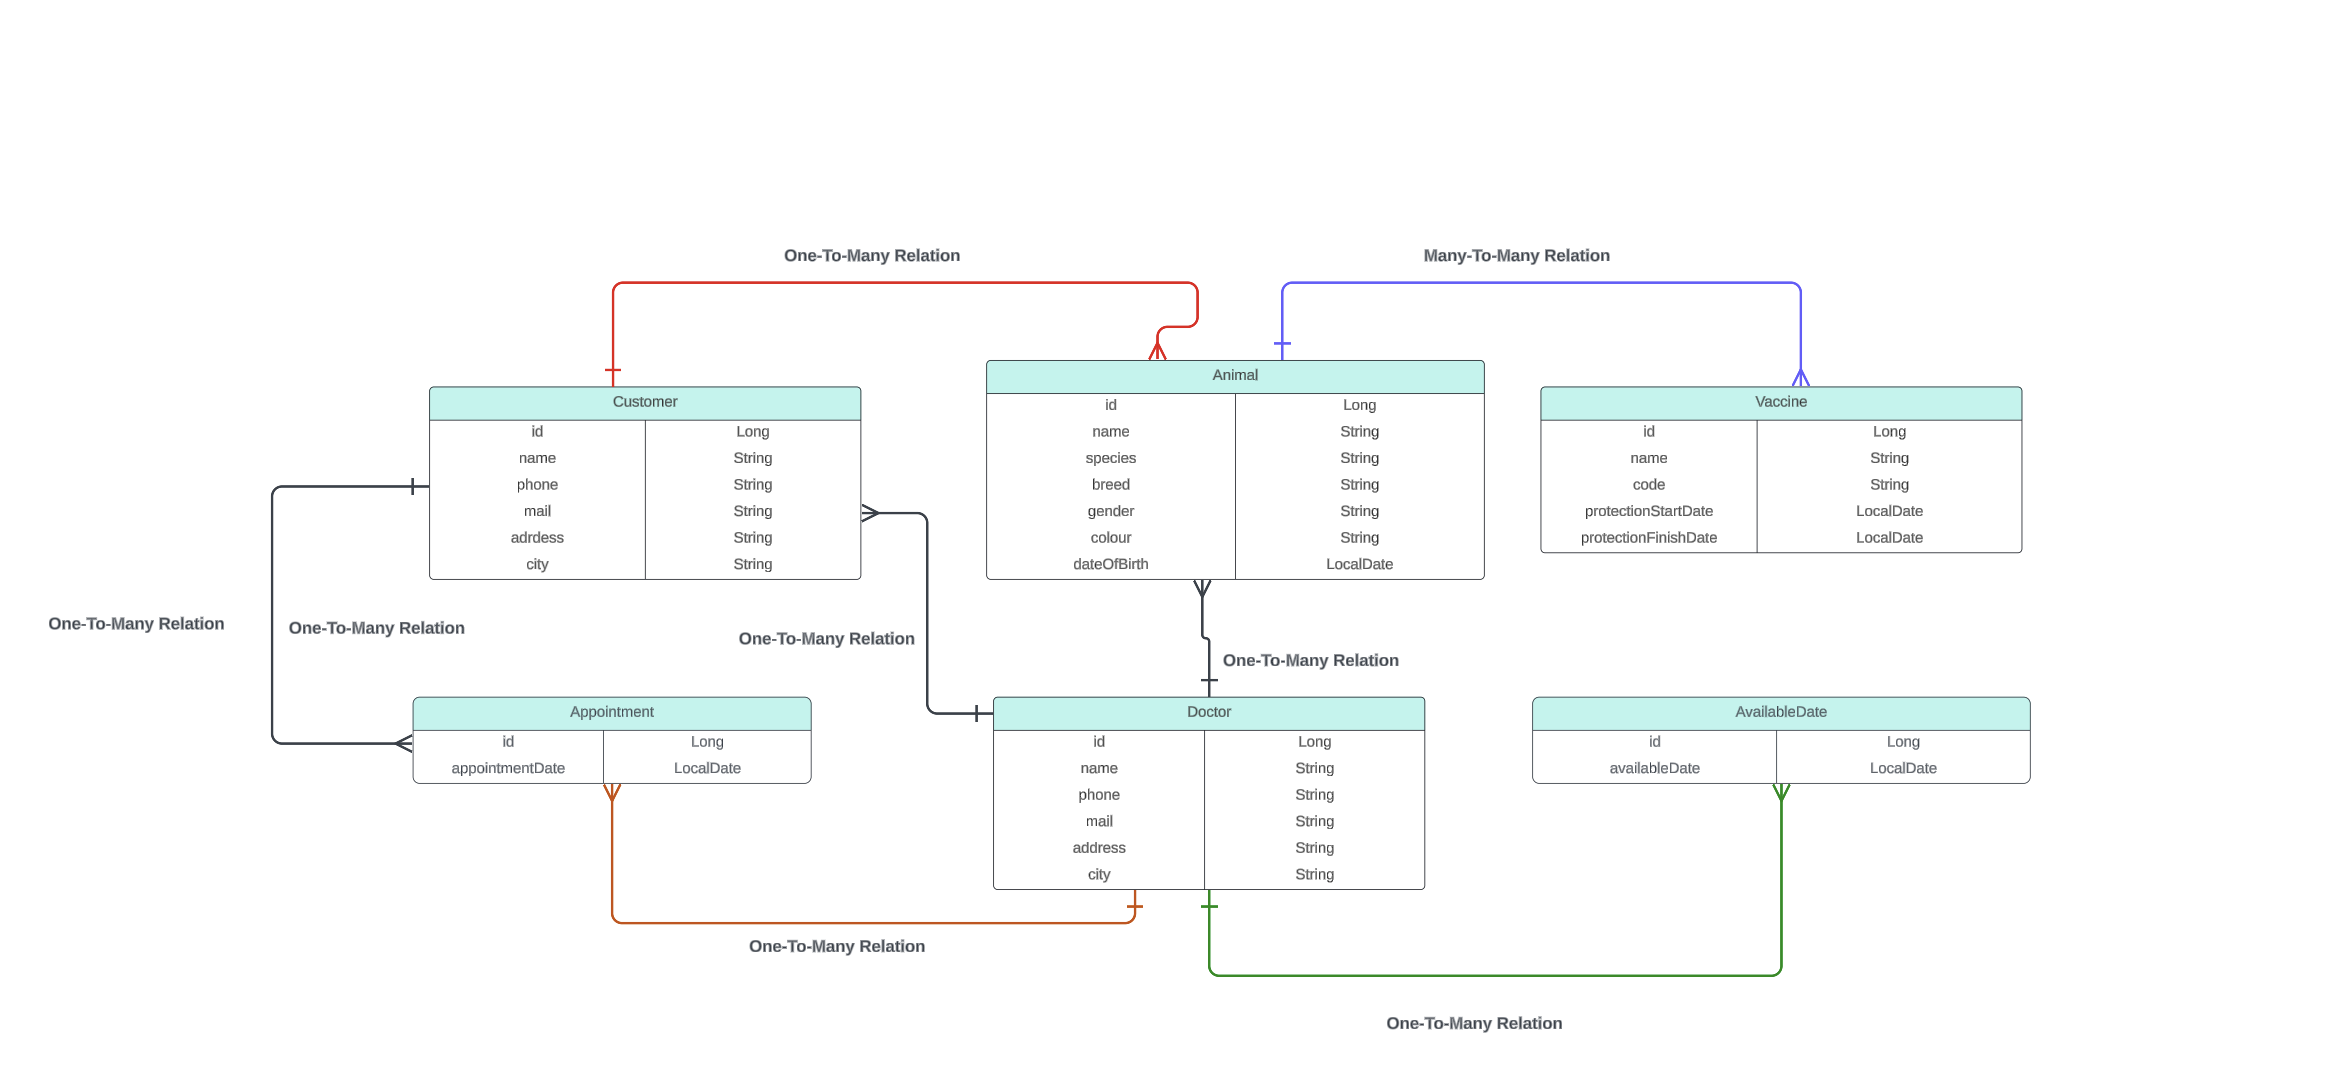 One-To-Many Relation
Many-To-Many Relation
Customer
id Long
name String
phone String
mail String
adrdess String
city String
Animal
id Long
name String
species String
breed String
gender String
colour String
dateOfBirth LocalDate
Vaccine
id Long
name String
code String
protectionStartDate LocalDate
protectionFinishDate LocalDate
One-To-Many Relation
One-To-Many Relation
One-To-Many Relation
One-To-Many Relation
Appointment
id Long
appointmentDate LocalDate
Doctor
id Long
name String
phone String
mail String
address String
city String
AvailableDate
id Long
availableDate LocalDate
One-To-Many Relation
One-To-Many Relation